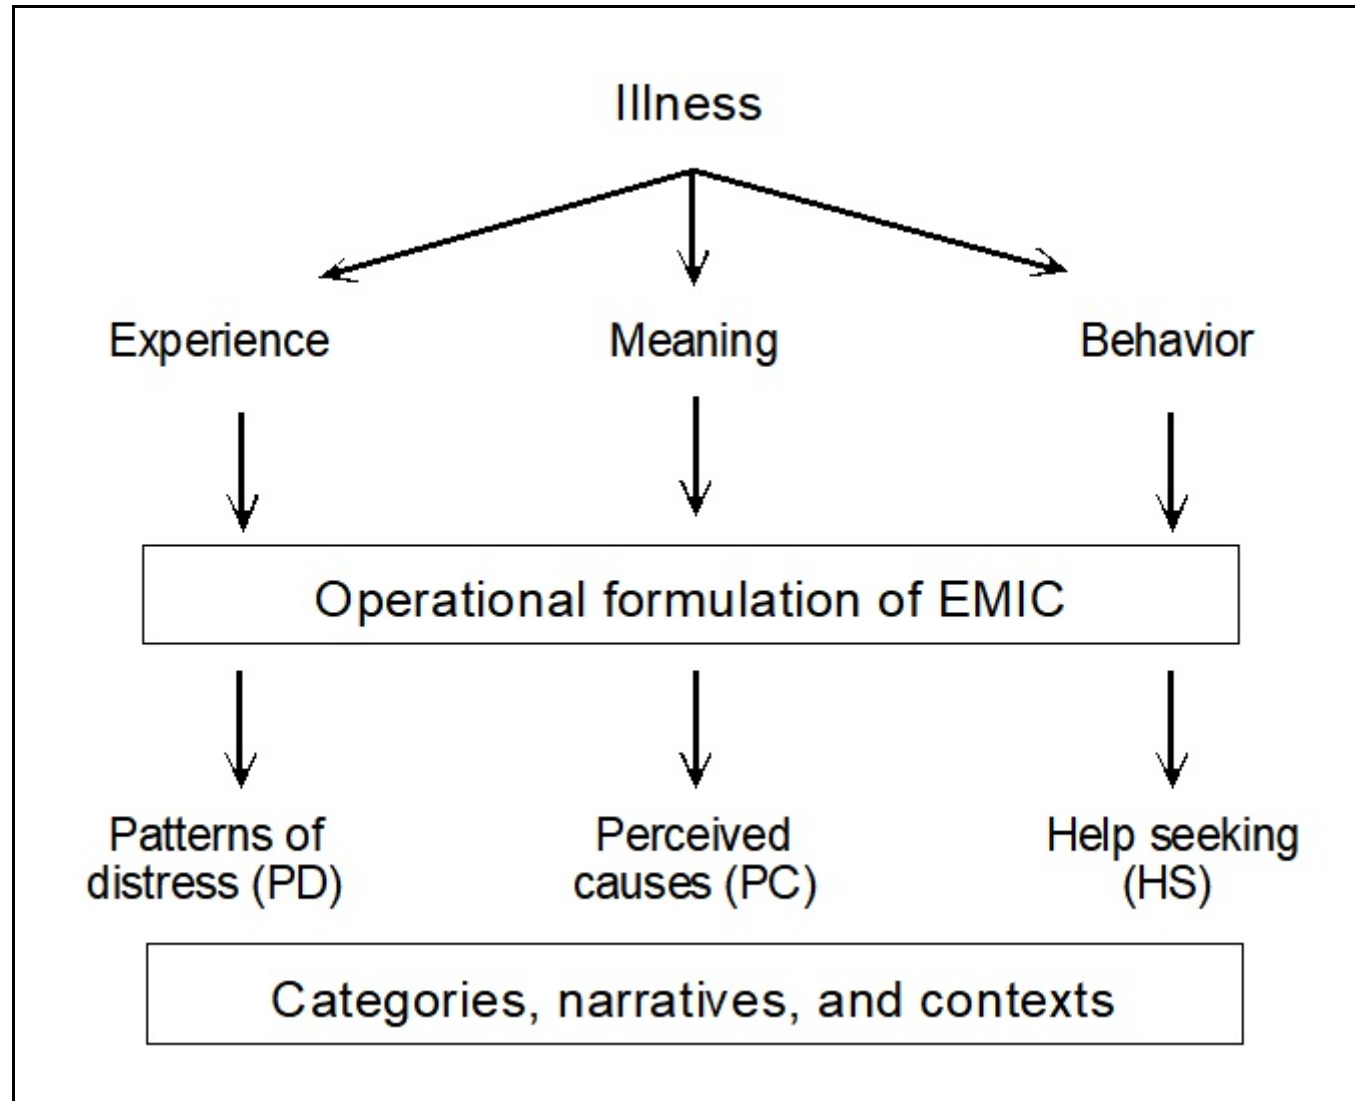 Illness
Experience
Meaning
Behavior
Operational formulation of EMIC
Patterns of
distress (PD)
Perceived
causes (PC)
Help seeking
(HS)
Categories, narratives, and contexts